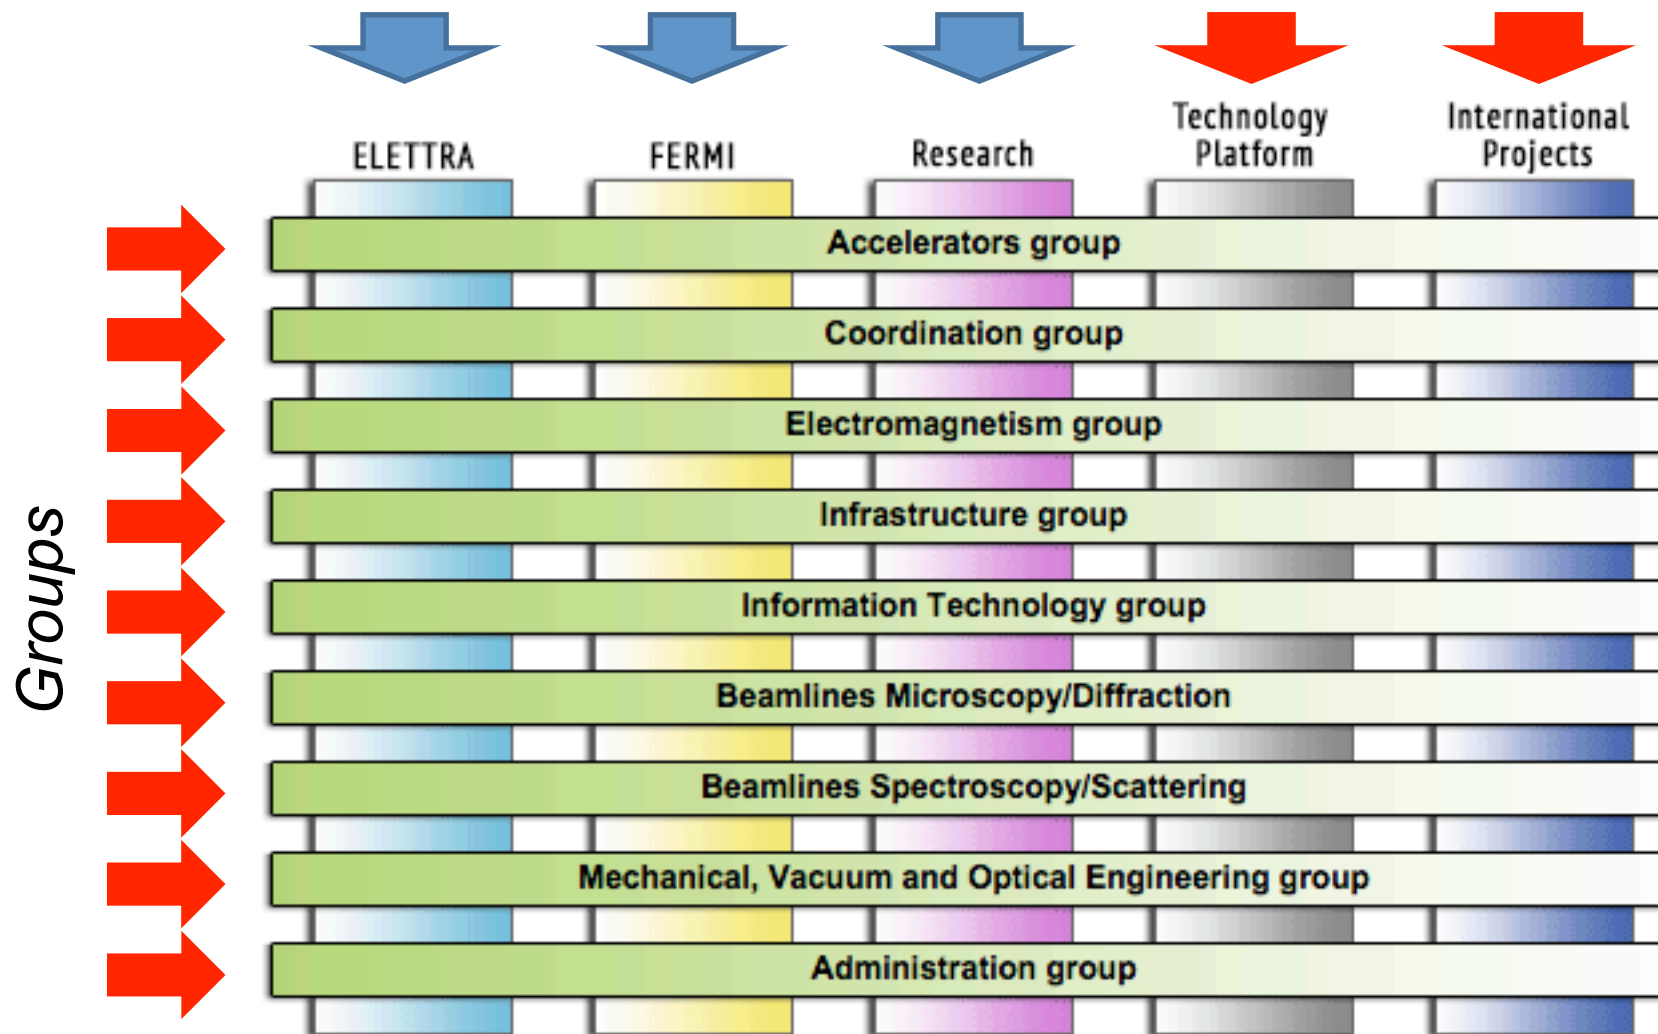 Technology
Platform
International
Projects
ELETTRA
FERMI
Research
Accelerators group
Coordination group
Electromagnetism group
Infrastructure group
Groups
Information Technology group
Beamlines Microscopy/Diffraction
Beamlines Spectroscopy/Scattering
Mechanical, Vacuum and Optical Engineering group
Administration group